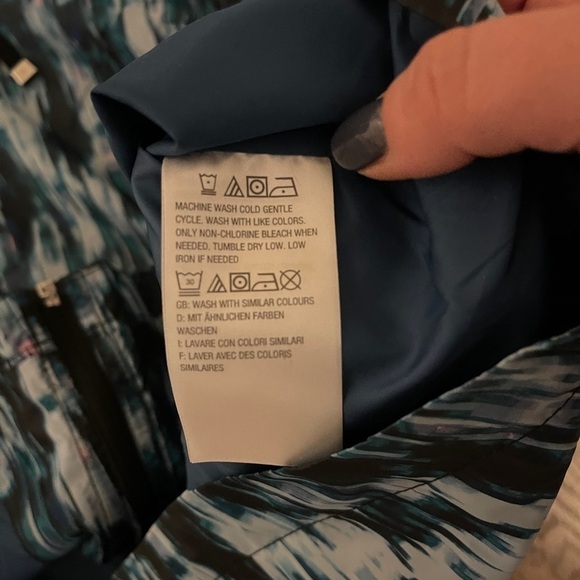 MACHINE WASH COLD GENTLE
CYCLE. WASH WITH LIKE COLORS.
ONLY NON-CHLORINE BLEACH WHEN
NEEDED. TUMBLE DRY LOW. LOW
IRON IF NEEDED
30
GB: WASH WITH SIMILAR COLOURS
D: MIT ÄHNLICHEN FARBEN
WASCHEN
I: LAVARE CON COLORI SIMILARI
F: LAVER AVEC DES COLORIS
SIMILAIRES